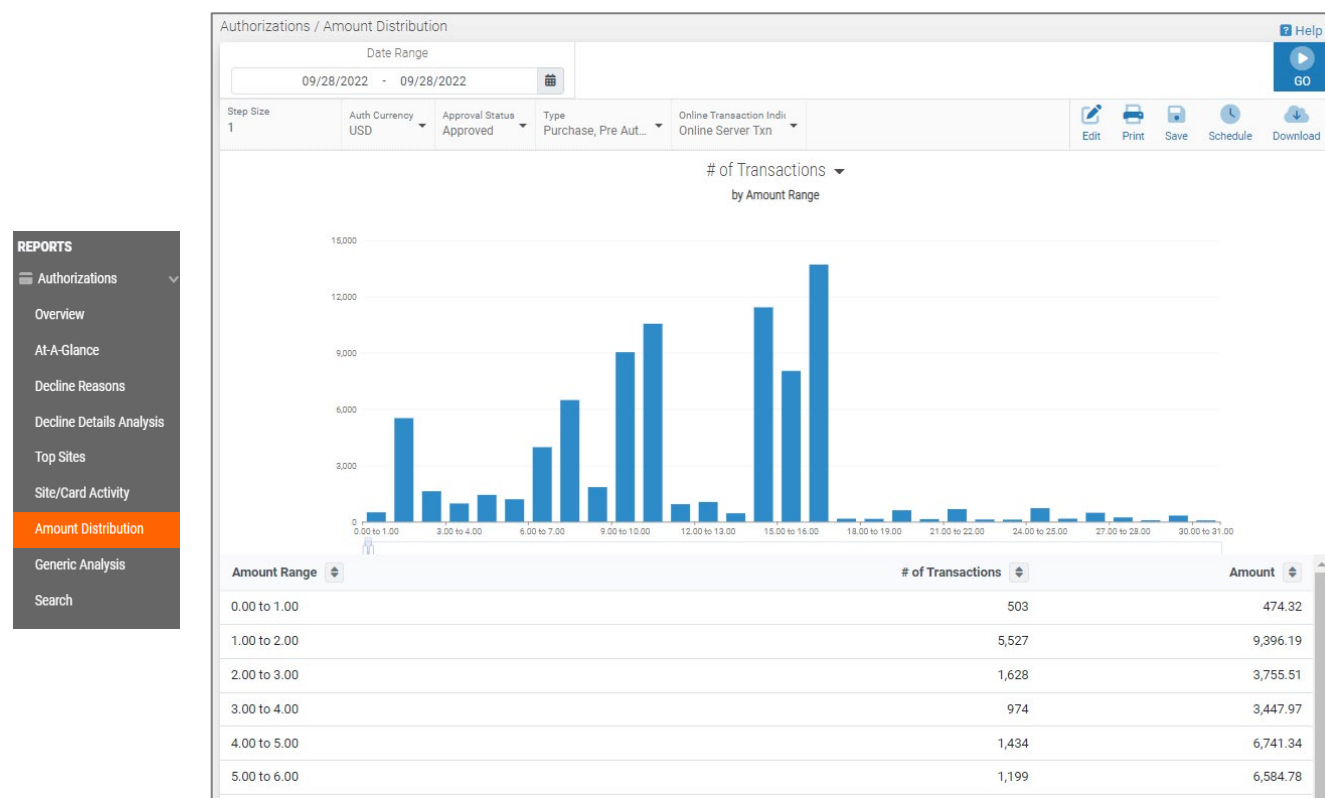 REPORTS
Authorizations
Overview
At-A-Glance
Decline Reasons
Decline Details Analysis
Top Sites
Site/Card Activity
Amount Distribution
Generic Analysis
Search
Authorizations / Amount Distribution
? Help
Date Range
09/28/2022 - 09/28/2022
GO
Step Size
1
Auth Currency
USD
Approval Status
Approved
Type
Purchase, Pre Aut...
Online Transaction Indic
Online Server Txn
Edit
Print
Save
Schedule
Download
# of Transactions
by Amount Range
15,000
12,000
9,000
6,000
3,000
0
0.00 to 1.00 3.00 to 4.00 6.00 to 7.00 9.00 to 10.00 12.00 to 13.00 15.00 to 16.00 18.00 to 19.00 21.00 to 22.00 24.00 to 25.00 27.00 to 28.00 30.00 to 31.00
Amount Range # of Transactions Amount
0.00 to 1.00 503 474.32
1.00 to 2.00 5,527 9,396.19
2.00 to 3.00 1,628 3,755.51
3.00 to 4.00 974 3,447.97
4.00 to 5.00 1,434 6,741.34
5.00 to 6.00 1,199 6,584.78